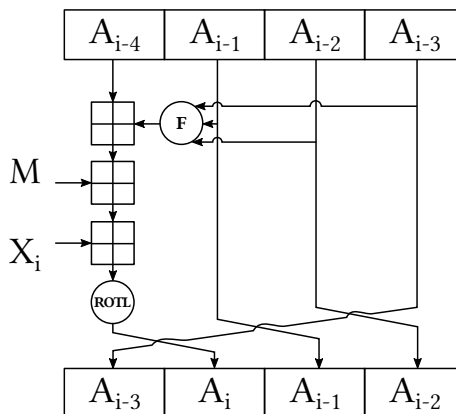 A_{i-4} A_{i-1} A_{i-2} A_{i-3}
F
M
X_i
ROTL
A_{i-3} A_i A_{i-1} A_{i-2}